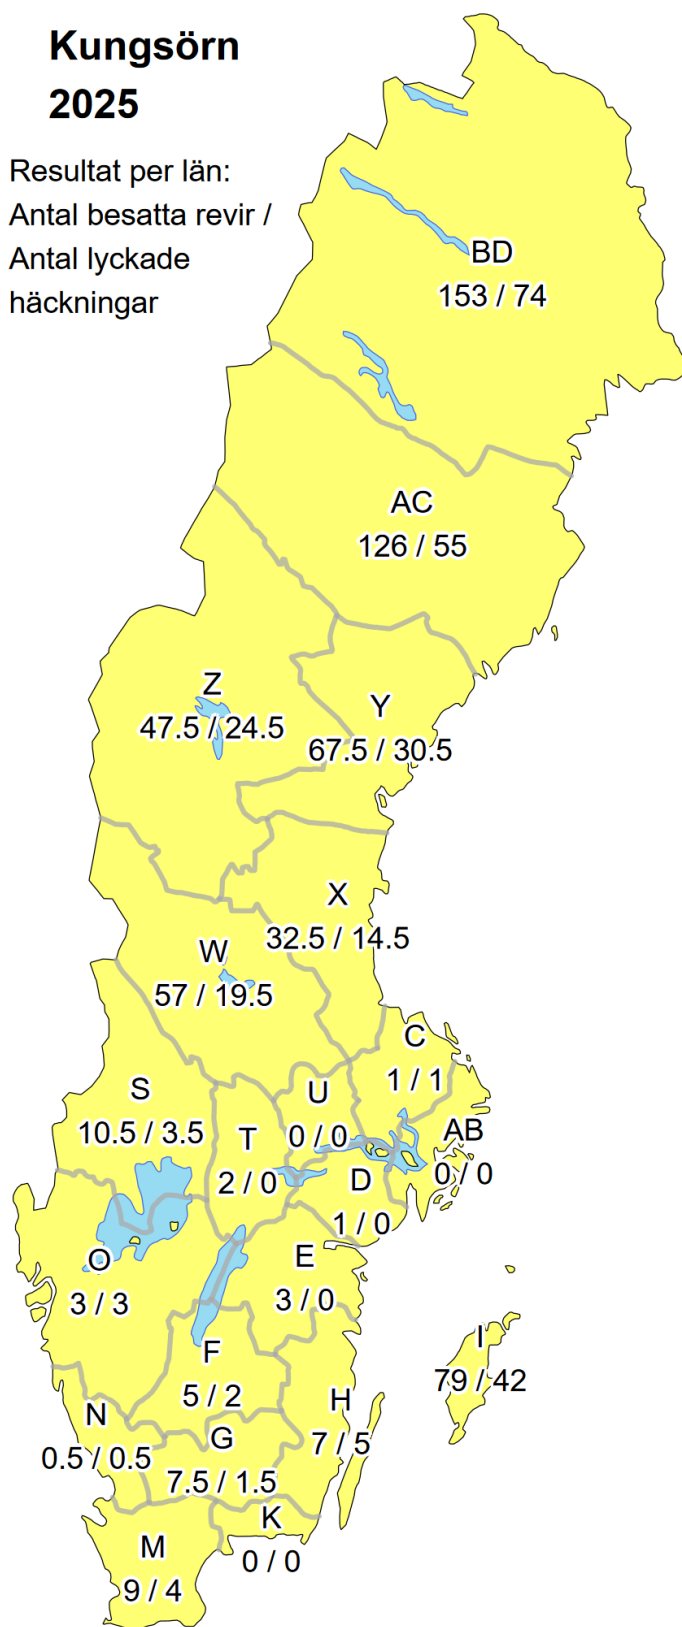 Kungsörn
2025
Resultat per län:
Antal besatta revir /
Antal lyckade
häckningar
BD
153 / 74
AC
126 / 55
Z
47.5 / 24.5
Y
67.5 / 30.5
X
32.5 / 14.5
W
57 / 19.5
C
1 / 1
S
10.5 / 3.5
U
0 / 0
T
2 / 0
AB
0 / 0
D
1 / 0
O
3 / 3
E
3 / 0
I
79 / 42
F
5 / 2
H
7 / 5
N
0.5 / 0.5
G
7.5 / 1.5
K
0 / 0
M
9 / 4